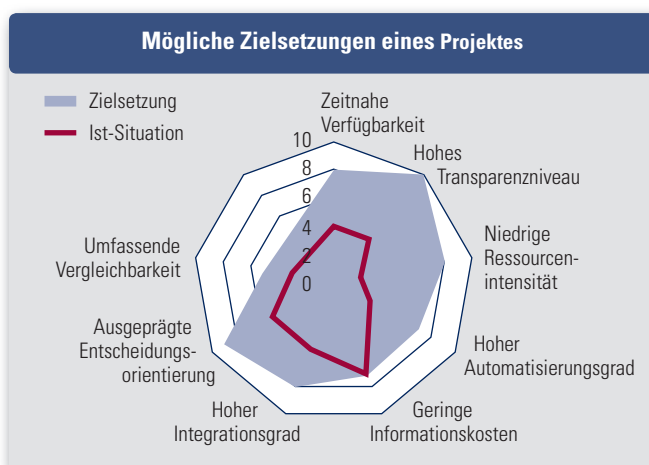 Mögliche Zielsetzungen eines Projektes
Zielsetzung
Ist-Situation
Zeitnahe
Verfügbarkeit
Hohes
Transparenzniveau
Niedrige
Ressourcen-
intensität
Hoher
Automatisierungsgrad
Geringe
Informationskosten
Hoher
Integrationsgrad
Ausgeprägte
Entscheidungs-
orientierung
Umfassende
Vergleichbarkeit
10
8
6
4
2
0